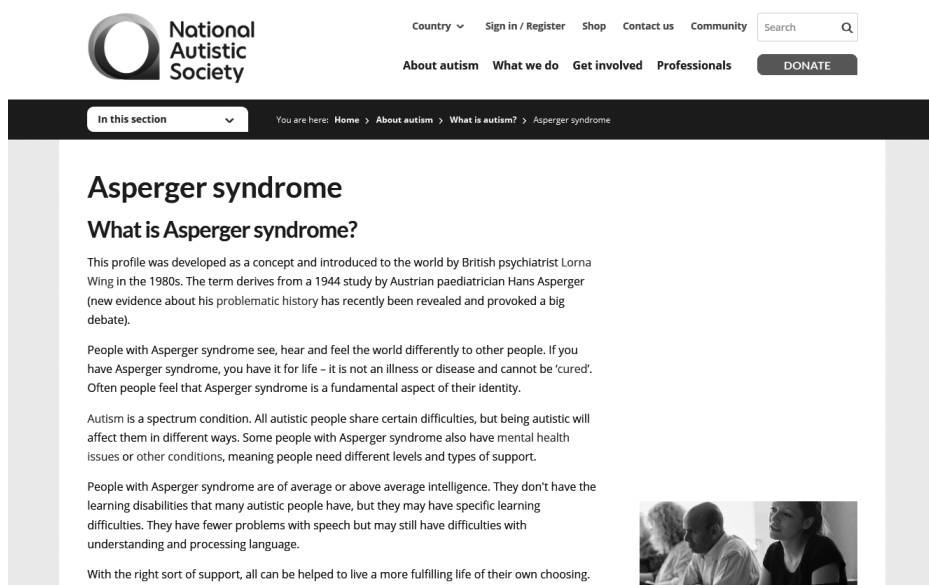 National
Autistic
Society
Country
Sign in / Register
Shop
Contact us
Community
Search
About autism
What we do
Get involved
Professionals
DONATE
In this section
You are here: Home > About autism > What is autism? > Asperger syndrome
Asperger syndrome
What is Asperger syndrome?
This profile was developed as a concept and introduced to the world by British psychiatrist Lorna
Wing in the 1980s. The term derives from a 1944 study by Austrian paediatrician Hans Asperger
(new evidence about his problematic history has recently been revealed and provoked a big
debate).
People with Asperger syndrome see, hear and feel the world differently to other people. If you
have Asperger syndrome, you have it for life – it is not an illness or disease and cannot be ‘cured’.
Often people feel that Asperger syndrome is a fundamental aspect of their identity.
Autism is a spectrum condition. All autistic people share certain difficulties, but being autistic will
affect them in different ways. Some people with Asperger syndrome also have mental health
issues or other conditions, meaning people need different levels and types of support.
People with Asperger syndrome are of average or above average intelligence. They don't have the
learning disabilities that many autistic people have, but they may have specific learning
difficulties. They have fewer problems with speech but may still have difficulties with
understanding and processing language.
With the right sort of support, all can be helped to live a more fulfilling life of their own choosing.